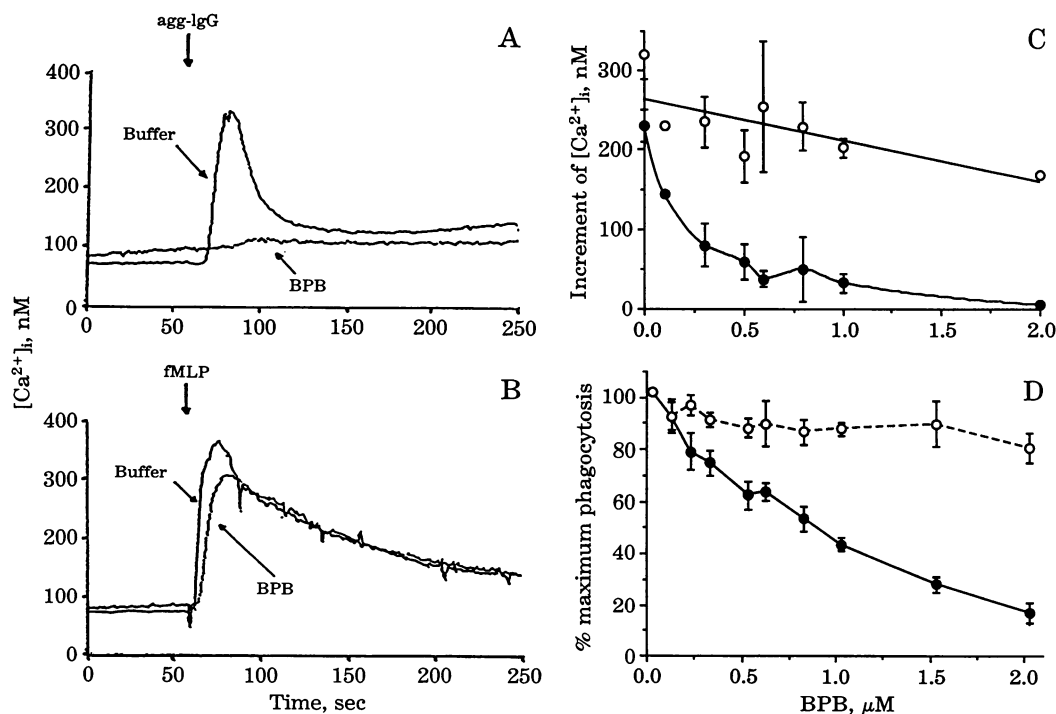 agg-IgG
A
400
300
200
100
0
Buffer
BPB
0
50
100
150
200
250
fMLP
B
400
300
200
100
0
Buffer
BPB
0
50
100
150
200
250
[Ca2+]i, nM
Time, sec
C
300
200
100
0
Increment of [Ca2+]i, nM
0.0
0.5
1.0
1.5
2.0
D
100
80
60
40
20
% maximum phagocytosis
0.0
0.5
1.0
1.5
2.0
BPB, μM